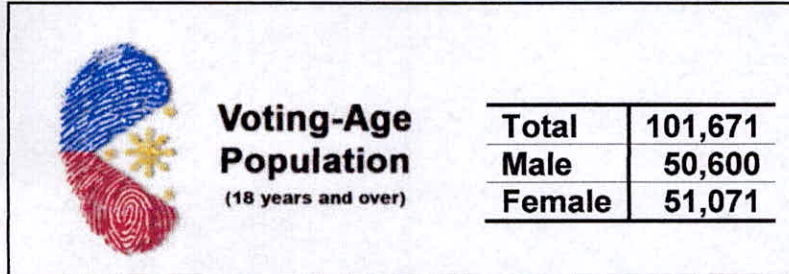 Voting-Age
Population
(18 years and over)
Total 101,671
Male 50,600
Female 51,071